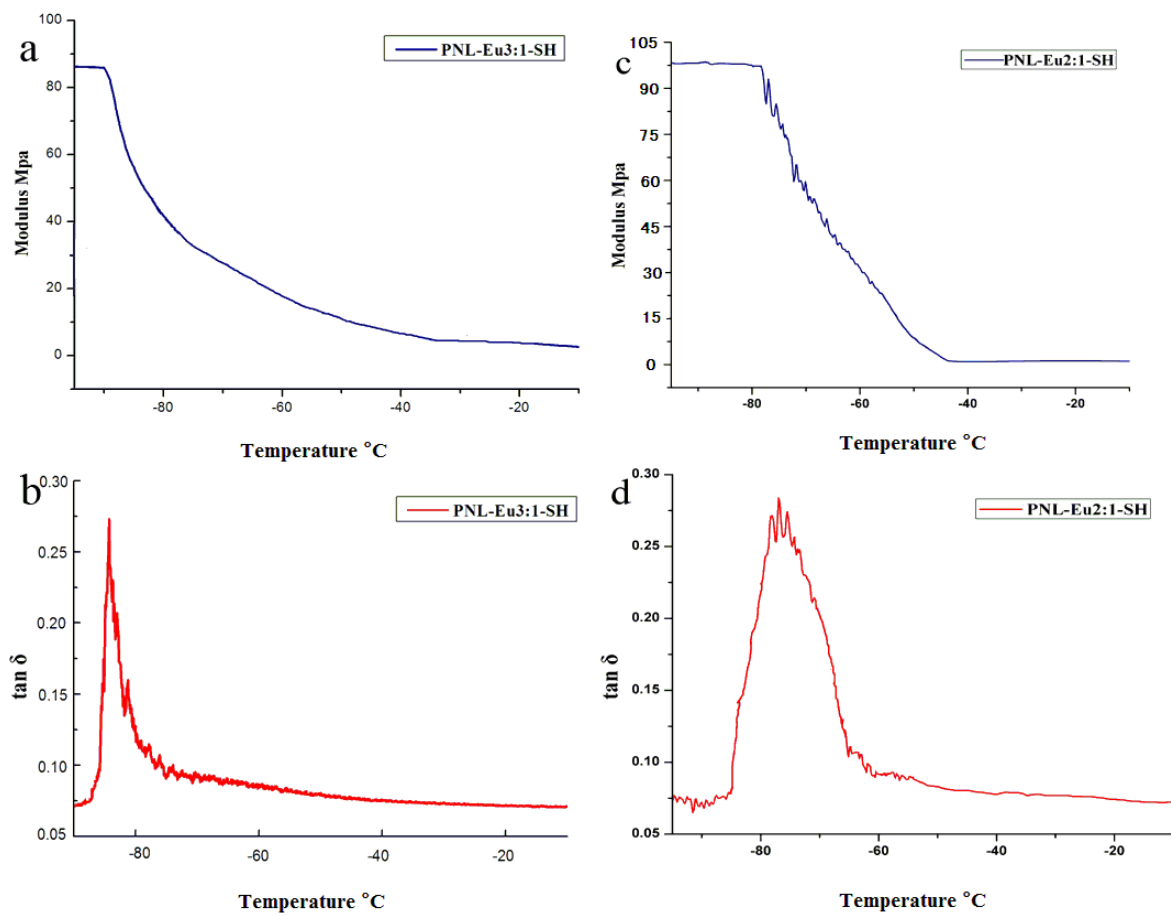 a
PNL-Eu3:1-SH
100
80
60
40
20
0
Modulus Mpa
-80
-60
-40
-20
Temperature °C
c
PNL-Eu2:1-SH
105
90
75
60
45
30
15
0
Modulus Mpa
-80
-60
-40
-20
Temperature °C
b
PNL-Eu3:1-SH
0.30
0.25
0.20
0.15
0.10
0.05
tan δ
-80
-60
-40
-20
Temperature °C
d
PNL-Eu2:1-SH
0.30
0.25
0.20
0.15
0.10
0.05
tan δ
-80
-60
-40
-20
Temperature °C